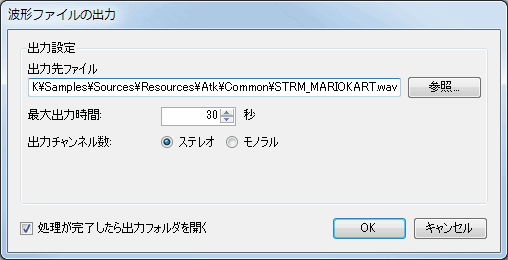 波形ファイルの出力
出力設定
出力先ファイル
K¥Samples¥Sources¥Resources¥Atk¥Common¥STRM_MARIOKART.wav
参照...
最大出力時間: 30 秒
出力チャンネル数: ステレオ モノラル
処理が完了したら出力フォルダを開く
OK キャンセル